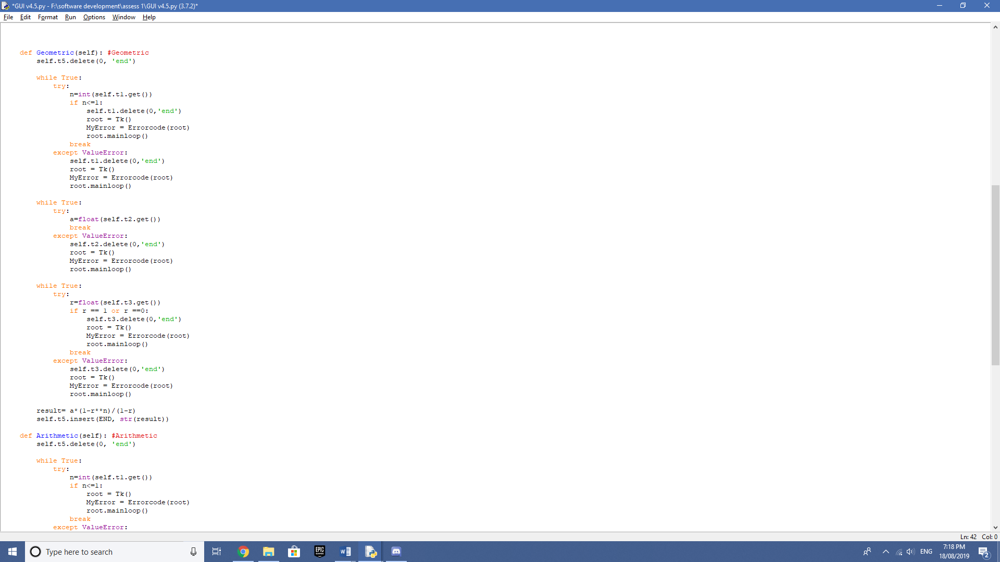 *GUI v4.5.py - F:\software development\assess 1\GUI v4.5.py (3.7.2)*
File Edit Format Run Options Window Help
def Geometric(self): #Geometric
self.t5.delete(0, 'end')
while True:
try:
n=int(self.t1.get())
if n<=1:
self.t1.delete(0,'end')
root = Tk()
MyError = Errorcode(root)
root.mainloop()
break
except ValueError:
self.t1.delete(0,'end')
root = Tk()
MyError = Errorcode(root)
root.mainloop()
while True:
try:
a=float(self.t2.get())
break
except ValueError:
self.t2.delete(0,'end')
root = Tk()
MyError = Errorcode(root)
root.mainloop()
while True:
try:
r=float(self.t3.get())
if r == 1 or r ==0:
self.t3.delete(0,'end')
root = Tk()
MyError = Errorcode(root)
root.mainloop()
break
except ValueError:
self.t3.delete(0,'end')
root = Tk()
MyError = Errorcode(root)
root.mainloop()
result= a*(1-r**n)/(1-r)
self.t5.insert(END, str(result))
def Arithmetic(self): #Arithmetic
self.t5.delete(0, 'end')
while True:
try:
n=int(self.t1.get())
if n<=1:
root = Tk()
MyError = Errorcode(root)
root.mainloop()
break
except ValueError:
Ln: 42 Col: 0
Type here to search
EPIC GAMES
ENG
7:18 PM
18/08/2019
2